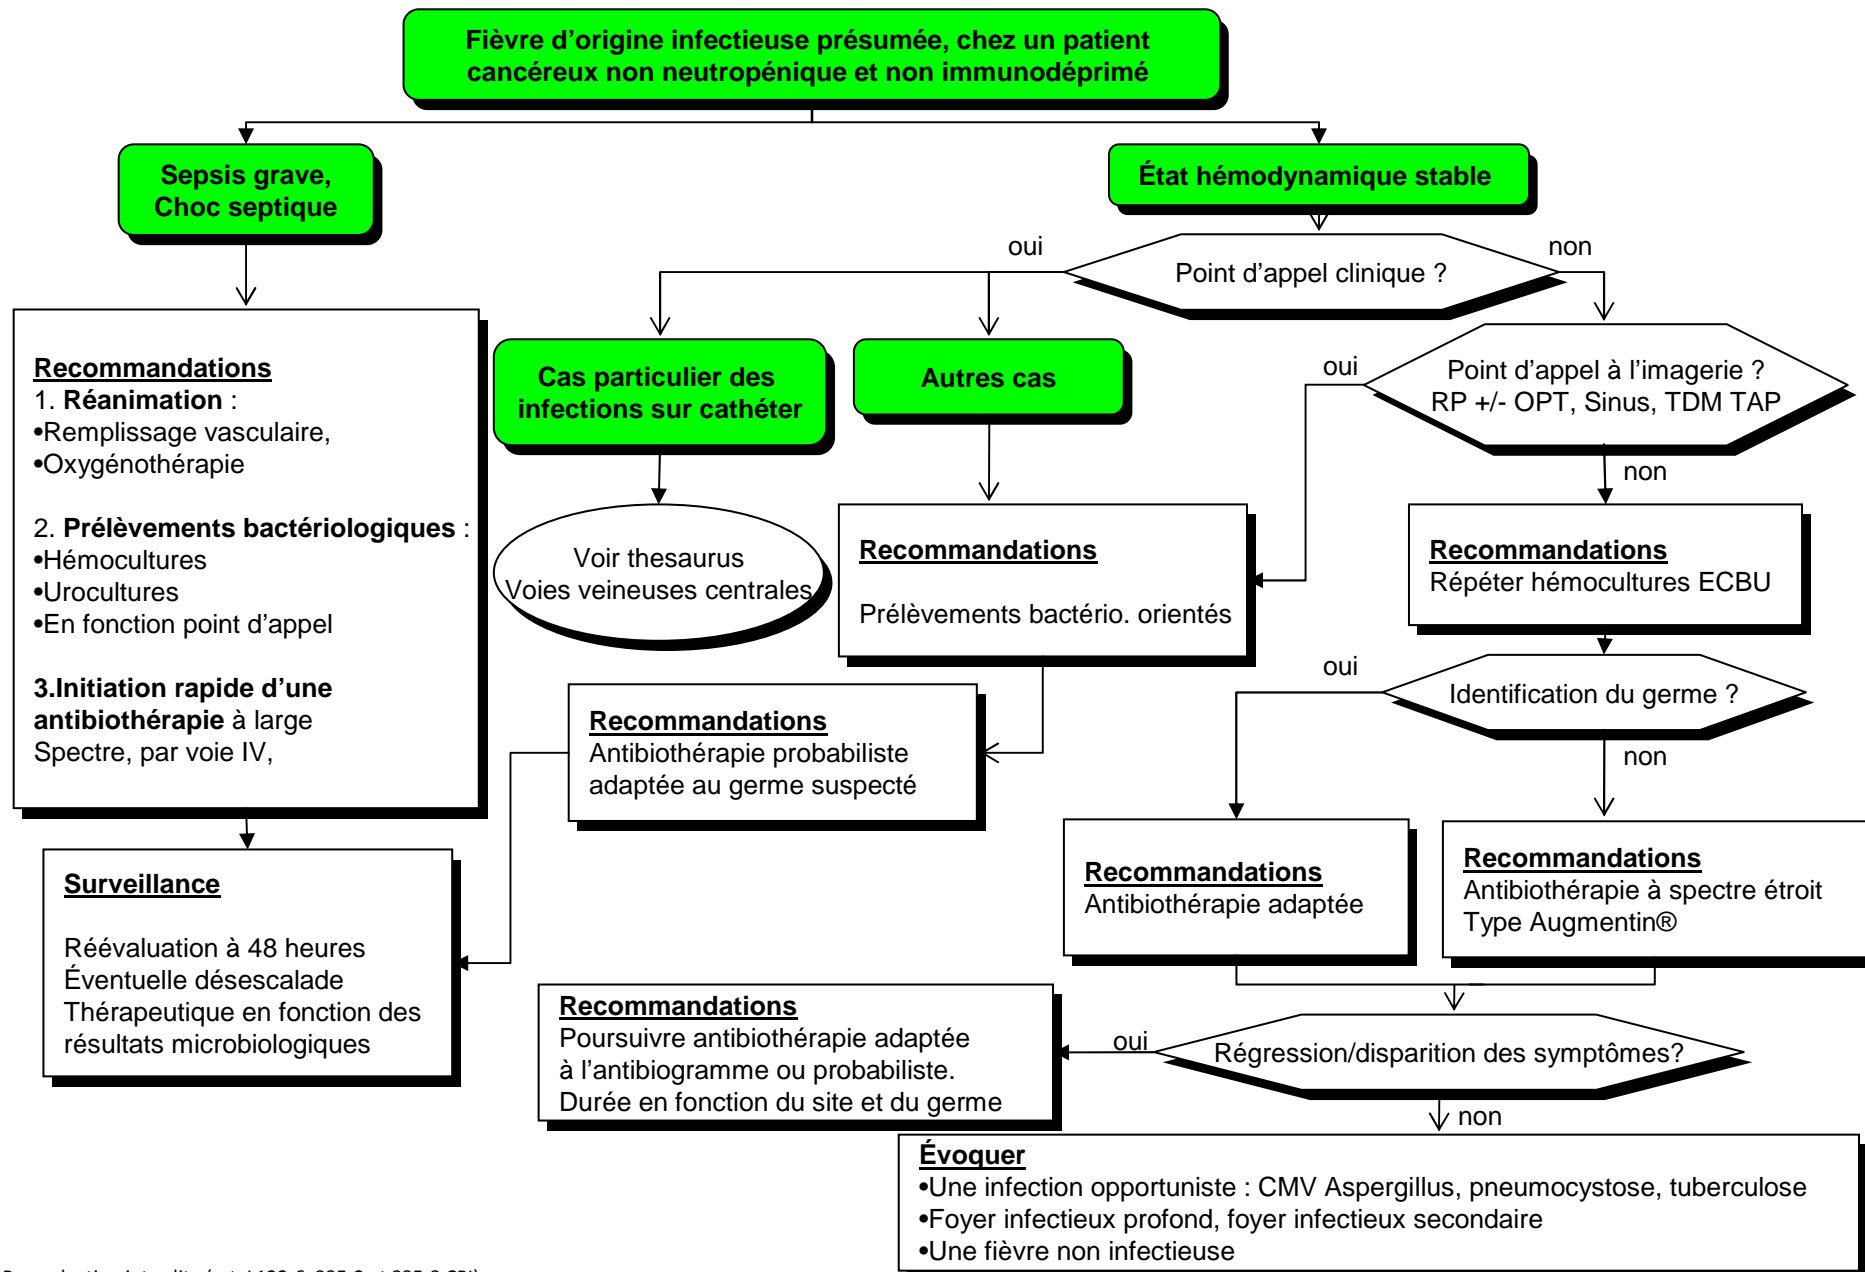 Fièvre d'origine infectieuse présumée, chez un patient
cancéreux non neutropénique et non immunodéprimé
Sepsis grave,
Choc septique
État hémodynamique stable
oui
Point d'appel clinique ?
non
Recommandations
1. Réanimation :
•Remplissage vasculaire,
•Oxygénothérapie
2. Prélèvements bactériologiques :
•Hémocultures
•Urocultures
•En fonction point d'appel
3.Initiation rapide d'une
antibiothérapie à large
Spectre, par voie IV,
Cas particulier des
infections sur cathéter
Autres cas
oui
Point d'appel à l'imagerie ?
RP +/- OPT, Sinus, TDM TAP
non
Voir thesaurus
Voies veineuses centrales
Recommandations
Prélèvements bactério. orientés
Recommandations
Répéter hémocultures ECBU
oui
Identification du germe ?
non
Recommandations
Antibiothérapie probabiliste
adaptée au germe suspecté
Surveillance
Réévaluation à 48 heures
Éventuelle désescalade
Thérapeutique en fonction des
résultats microbiologiques
Recommandations
Antibiothérapie adaptée
Recommandations
Antibiothérapie à spectre étroit
Type Augmentin®
Recommandations
Poursuivre antibiothérapie adaptée
à l'antibiogramme ou probabiliste.
Durée en fonction du site et du germe
oui
Régression/disparition des symptômes?
non
Évoquer
•Une infection opportuniste : CMV Aspergillus, pneumocystose, tuberculose
•Foyer infectieux profond, foyer infectieux secondaire
•Une fièvre non infectieuse